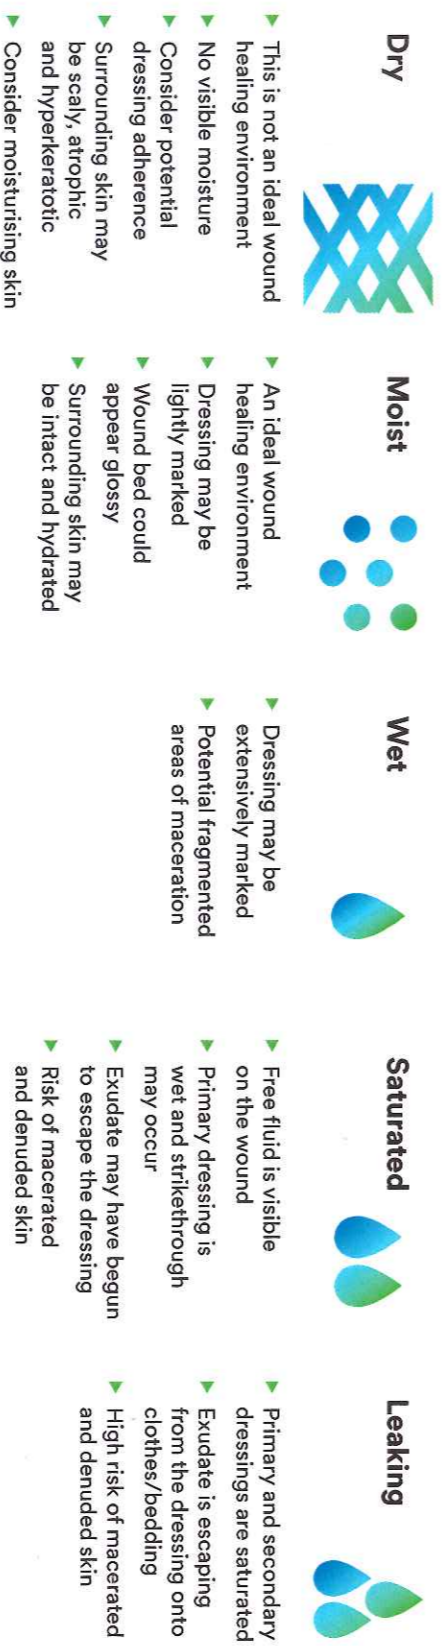 Dry
This is not an ideal wound
healing environment
No visible moisture
Consider potential
dressing adherence
Surrounding skin may
be scaly, atrophic
and hyperkeratotic
Consider moisturising skin
Moist
An ideal wound
healing environment
Dressing may be
lightly marked
Wound bed could
appear glossy
Surrounding skin may
be intact and hydrated
Wet
Dressing may be
extensively marked
Potential fragmented
areas of maceration
Saturated
Free fluid is visible
on the wound
Primary dressing is
wet and strikethrough
may occur
Exudate may have begun
to escape the dressing
Risk of macerated
and denuded skin
Leaking
Primary and secondary
dressings are saturated
Exudate is escaping
from the dressing onto
clothes/bedding
High risk of macerated
and denuded skin